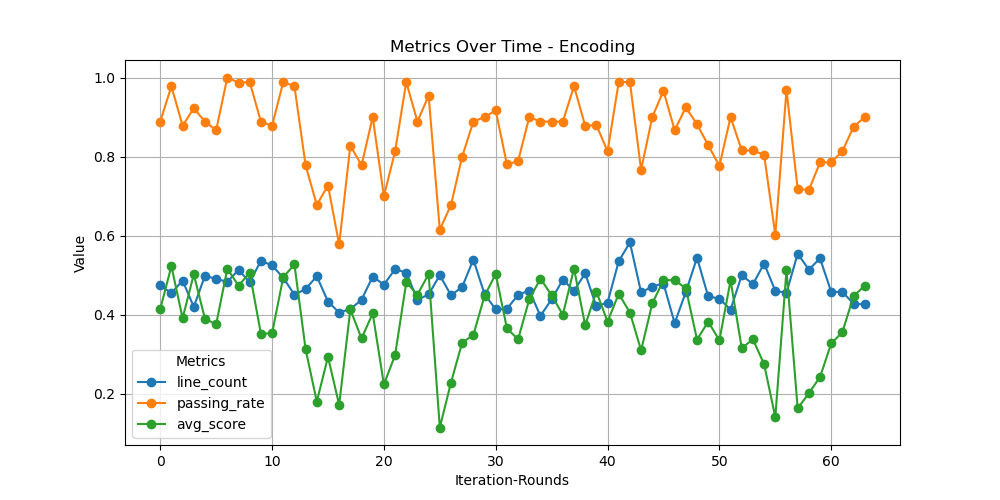 Metrics Over Time - Encoding
Value
1.0
0.8
0.6
0.4
0.2
Metrics
line_count
passing_rate
avg_score
0 10 20 30 40 50 60
Iteration-Rounds